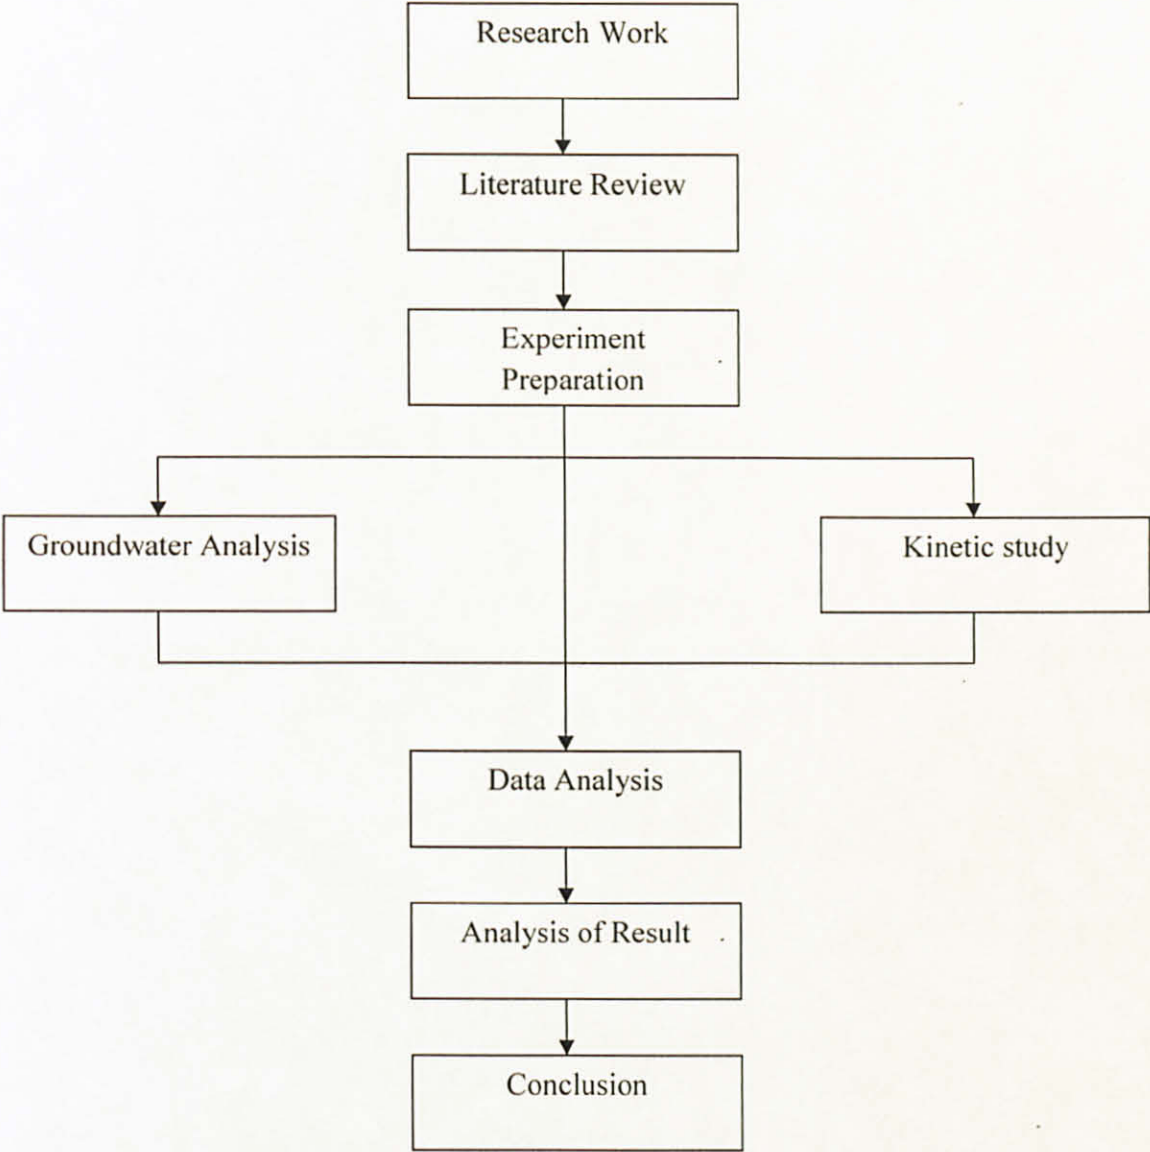 Research Work
Literature Review
Experiment
Preparation
Groundwater Analysis
Kinetic study
Data Analysis
Analysis of Result
Conclusion